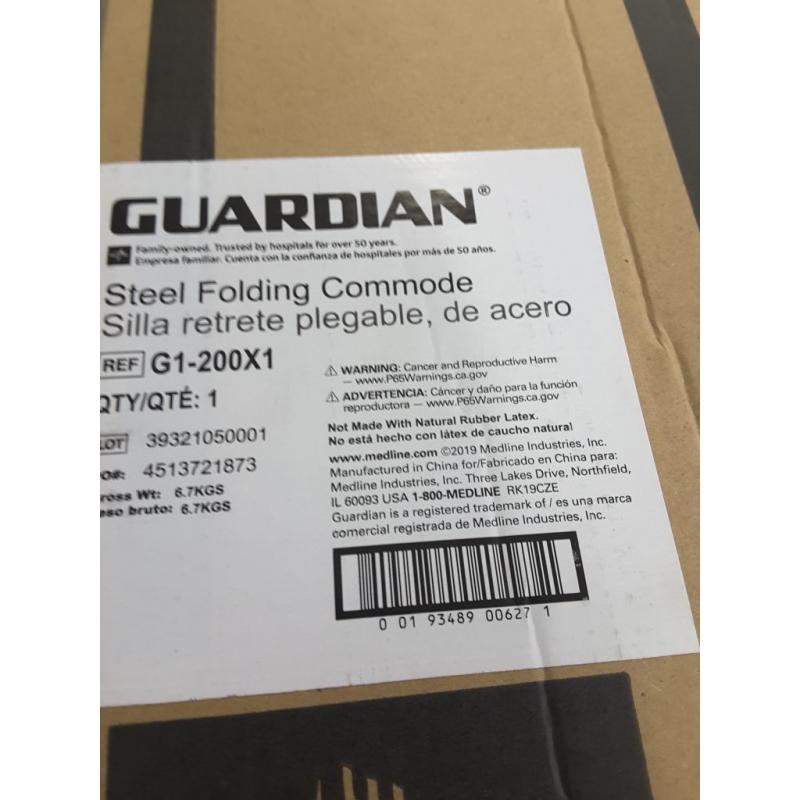 GUARDIAN®
Family-owned. Trusted by hospitals for over 50 years.
Empresa familiar. Cuenta con la confianza de hospitales por más de 50 años.
Steel Folding Commode
Silla retrete plegable, de acero
REF G1-200X1
QTY/QTÉ: 1
LOT 39321050001
PO#: 4513721873
ross Wt: 6.7KGS
eso bruto: 6.7KGS
⚠ WARNING: Cancer and Reproductive Harm
— www.P65Warnings.ca.gov
⚠ ADVERTENCIA: Cáncer y daño para la función
reproductora — www.P65Warnings.ca.gov
Not Made With Natural Rubber Latex.
No está hecho con látex de caucho natural
www.medline.com ©2019 Medline Industries, Inc.
Manufactured in China for/Fabricado en China para:
Medline Industries, Inc. Three Lakes Drive, Northfield,
IL 60093 USA 1-800-MEDLINE RK19CZE
Guardian is a registered trademark of / es una marca
comercial registrada de Medline Industries, Inc.
0 01 93489 00627 1